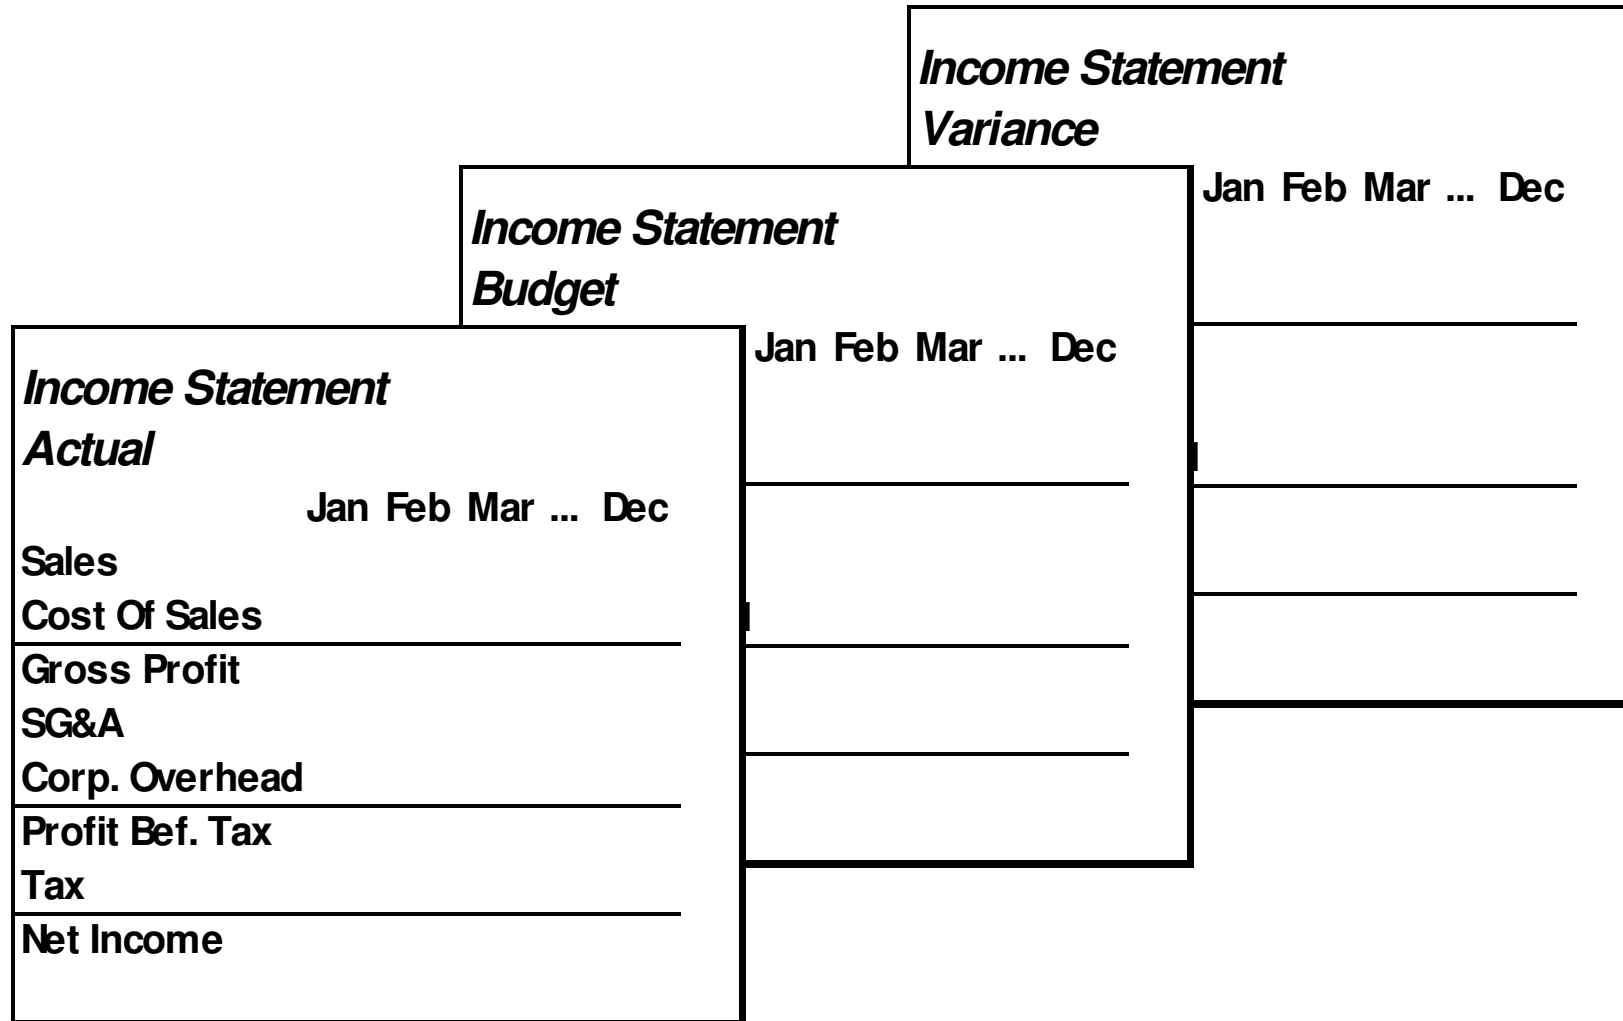 Income Statement
Variance
Jan Feb Mar ... Dec
Income Statement
Budget
Jan Feb Mar ... Dec
Income Statement
Actual
Jan Feb Mar ... Dec
Sales
Cost Of Sales
Gross Profit
SG&A
Corp. Overhead
Profit Bef. Tax
Tax
Net Income